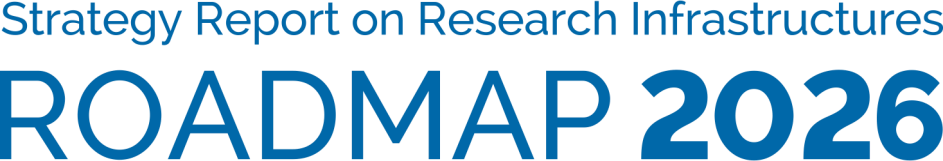 Strategy Report on Research Infrastructures
ROADMAP 2026